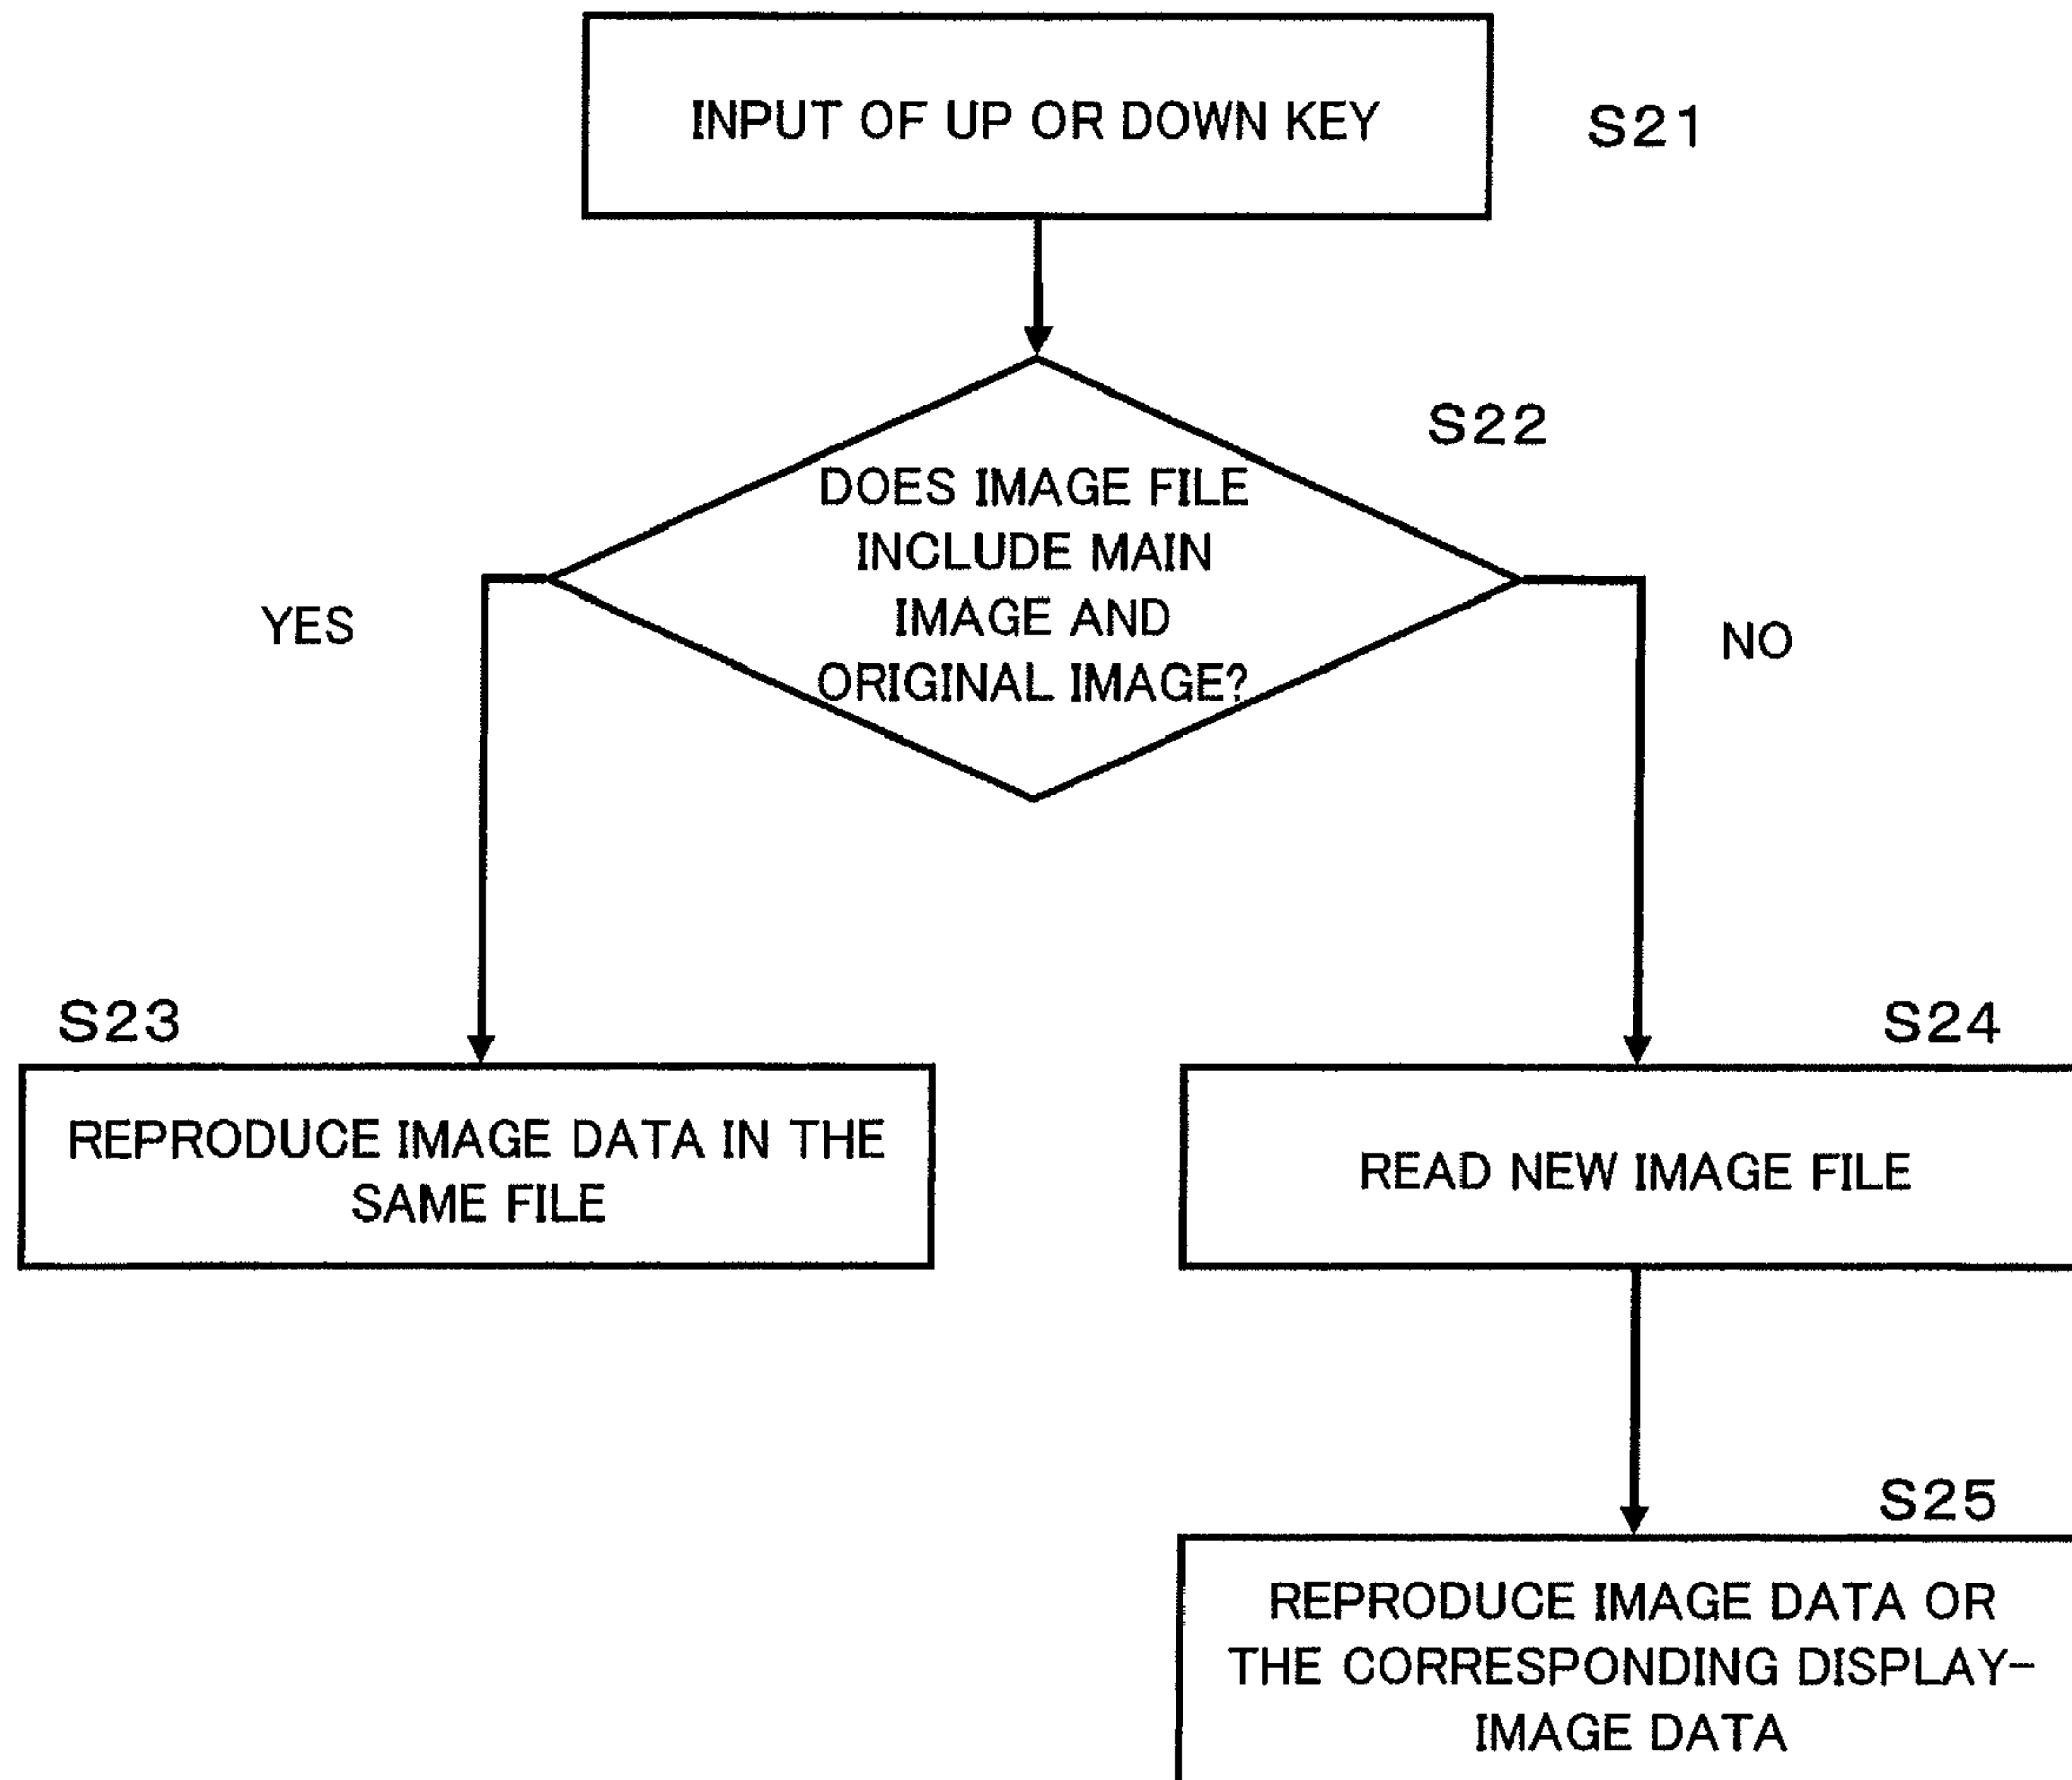 INPUT OF UP OR DOWN KEY
S21
S22
DOES IMAGE FILE
INCLUDE MAIN
IMAGE AND
ORIGINAL IMAGE?
YES
NO
S23
REPRODUCE IMAGE DATA IN THE
SAME FILE
S24
READ NEW IMAGE FILE
S25
REPRODUCE IMAGE DATA OR
THE CORRESPONDING DISPLAY-
IMAGE DATA